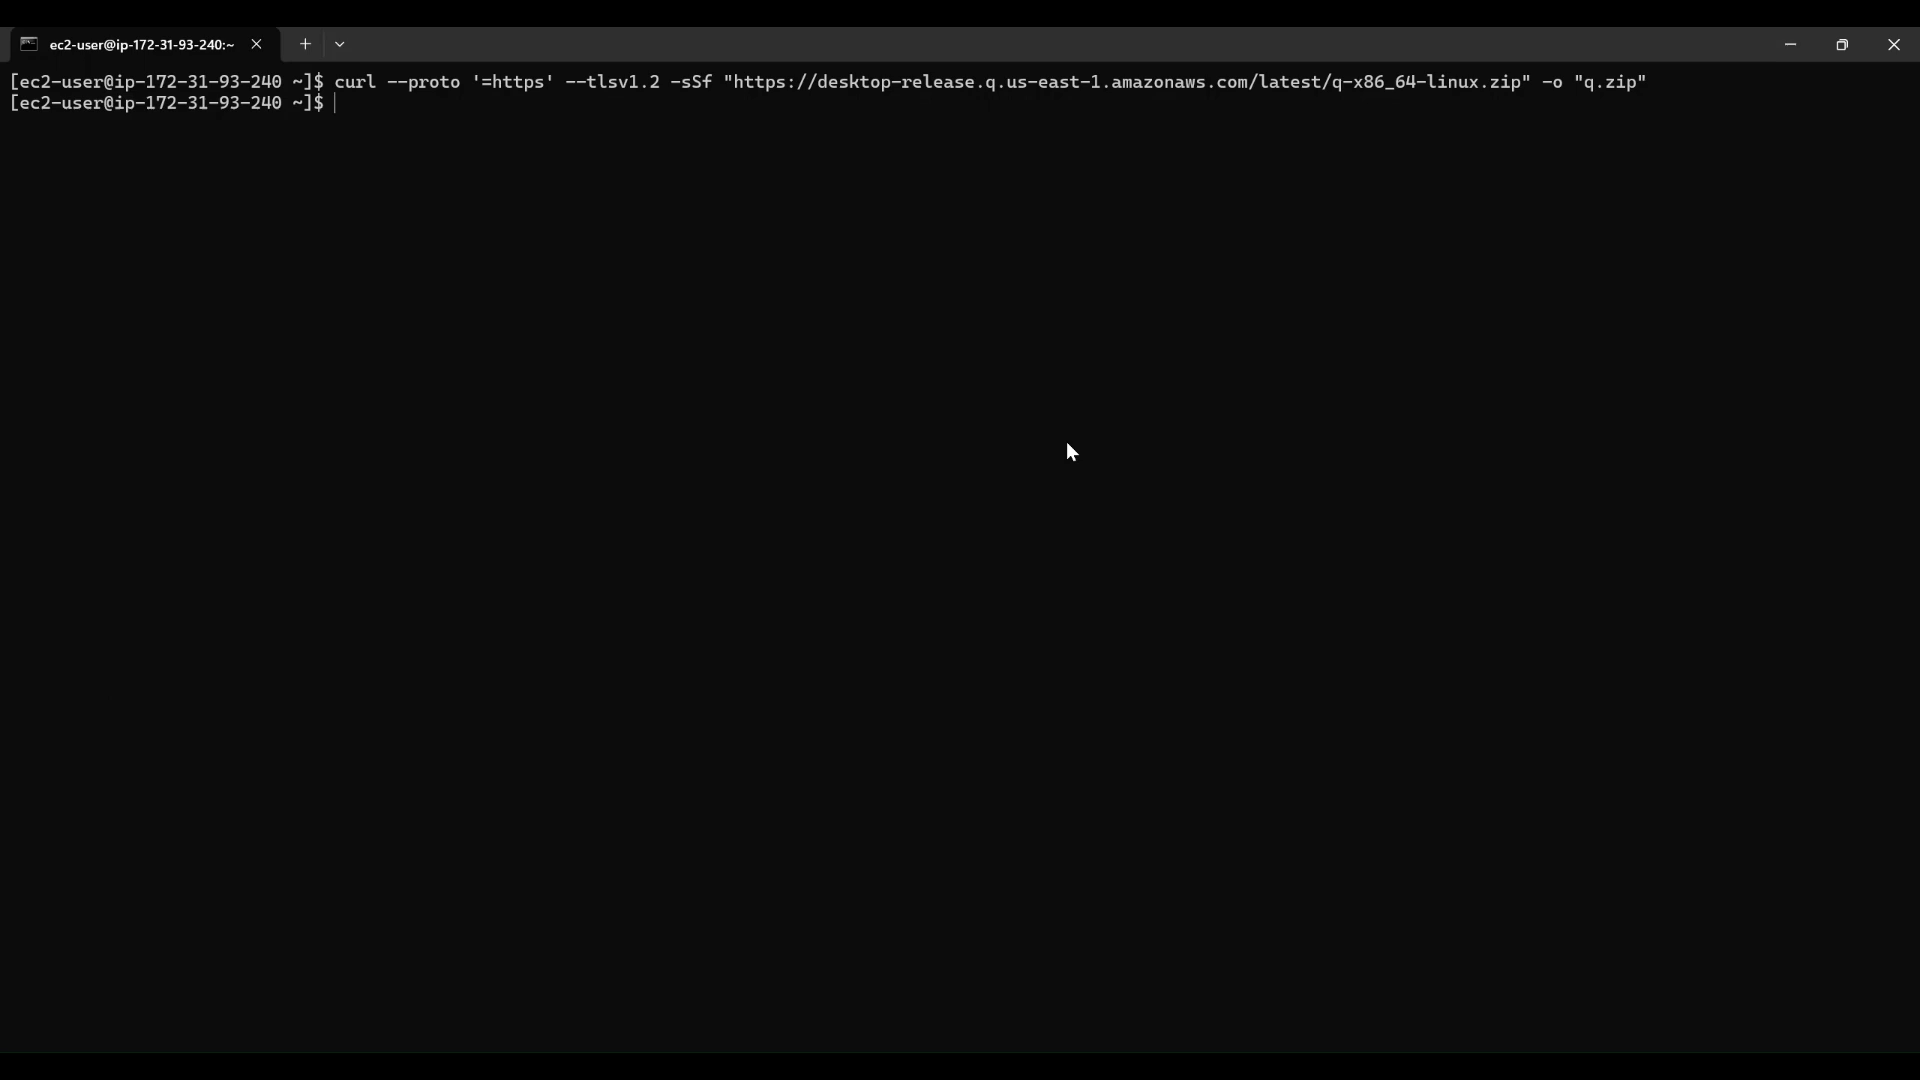 ec2-user@ip-172-31-93-240:~
[ec2-user@ip-172-31-93-240 ~]$ curl --proto '=https' --tlsv1.2 -sSf "https://desktop-release.q.us-east-1.amazonaws.com/latest/q-x86_64-linux.zip" -o "q.zip"
[ec2-user@ip-172-31-93-240 ~]$